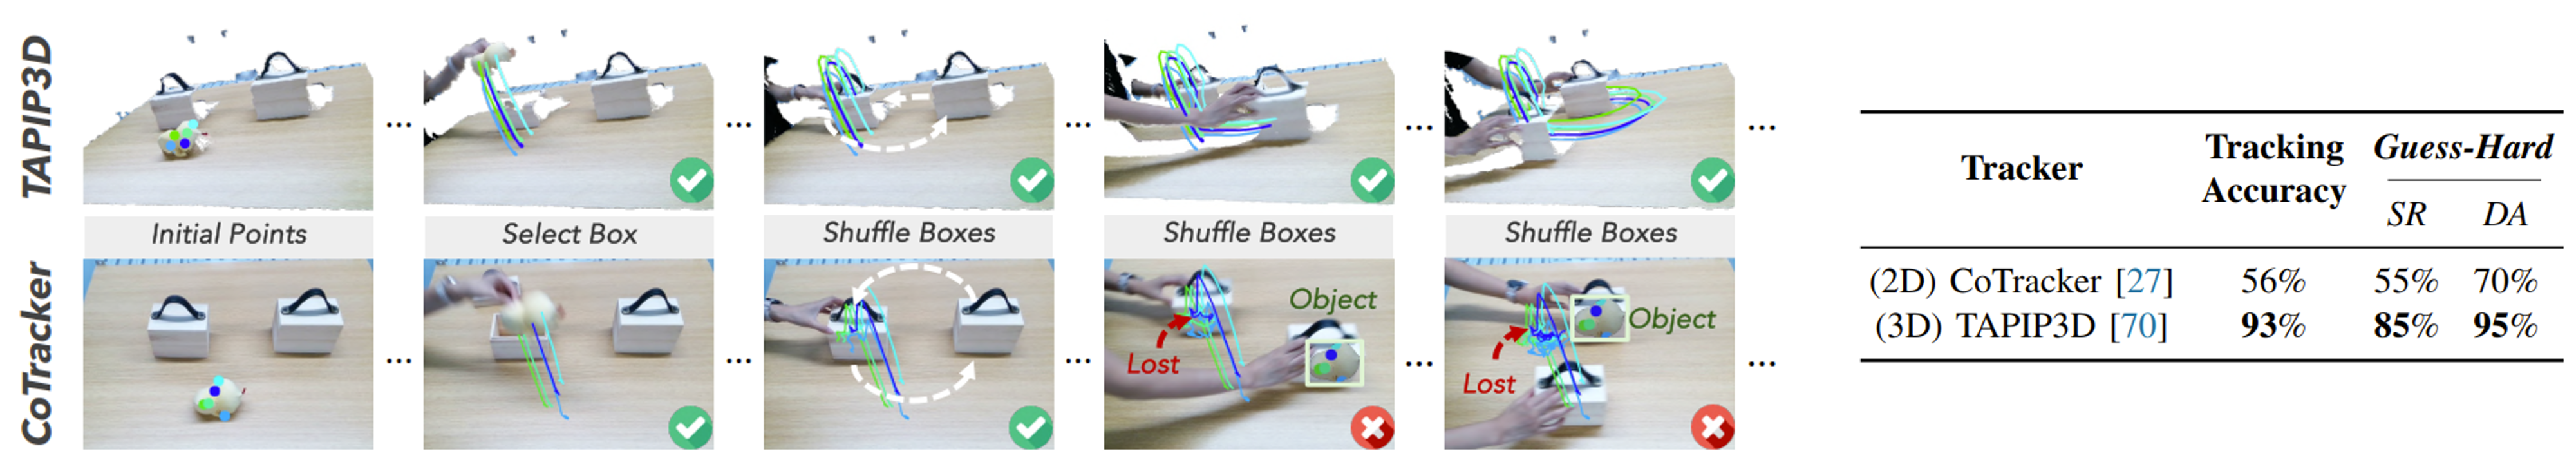 TAPIP3D
Initial Points
Select Box
Shuffle Boxes
Shuffle Boxes
Shuffle Boxes
CoTracker
Object
Lost
Object
Lost
... ... ... ... ...
... ... ... ... ...
Tracker Tracking Accuracy Guess-Hard
SR DA
(2D) CoTracker [27] 56% 55% 70%
(3D) TAPIP3D [70] 93% 85% 95%